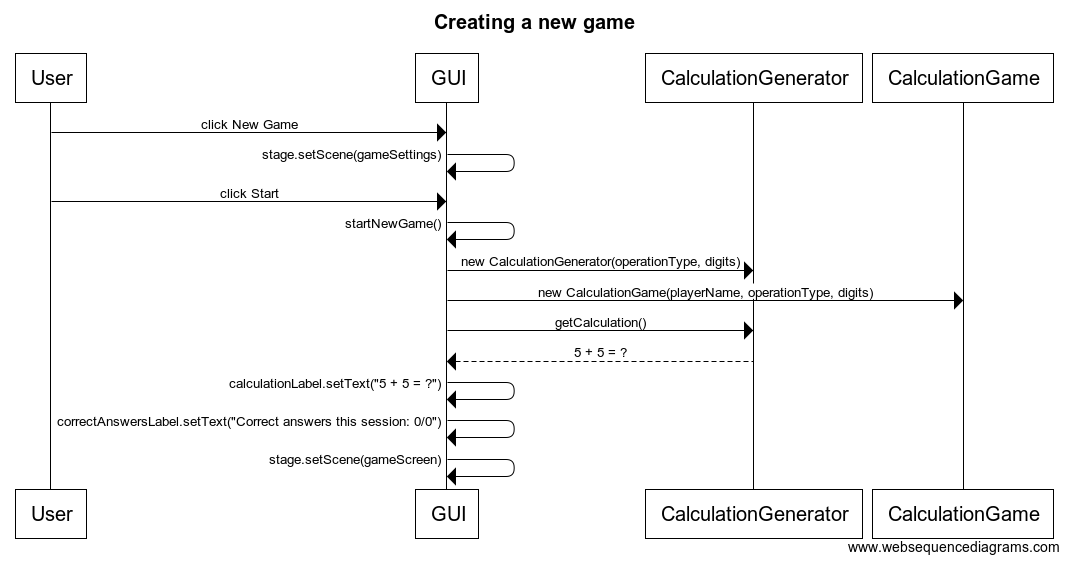 Creating a new game
User
GUI
CalculationGenerator
CalculationGame
click New Game
stage.setScene(gameSettings)
click Start
startNewGame()
new CalculationGenerator(operationType, digits)
new CalculationGame(playerName, operationType, digits)
getCalculation()
5 + 5 = ?
calculationLabel.setText("5 + 5 = ?")
correctAnswersLabel.setText("Correct answers this session: 0/0")
stage.setScene(gameScreen)
User
GUI
CalculationGenerator
CalculationGame
www.websequencediagrams.com